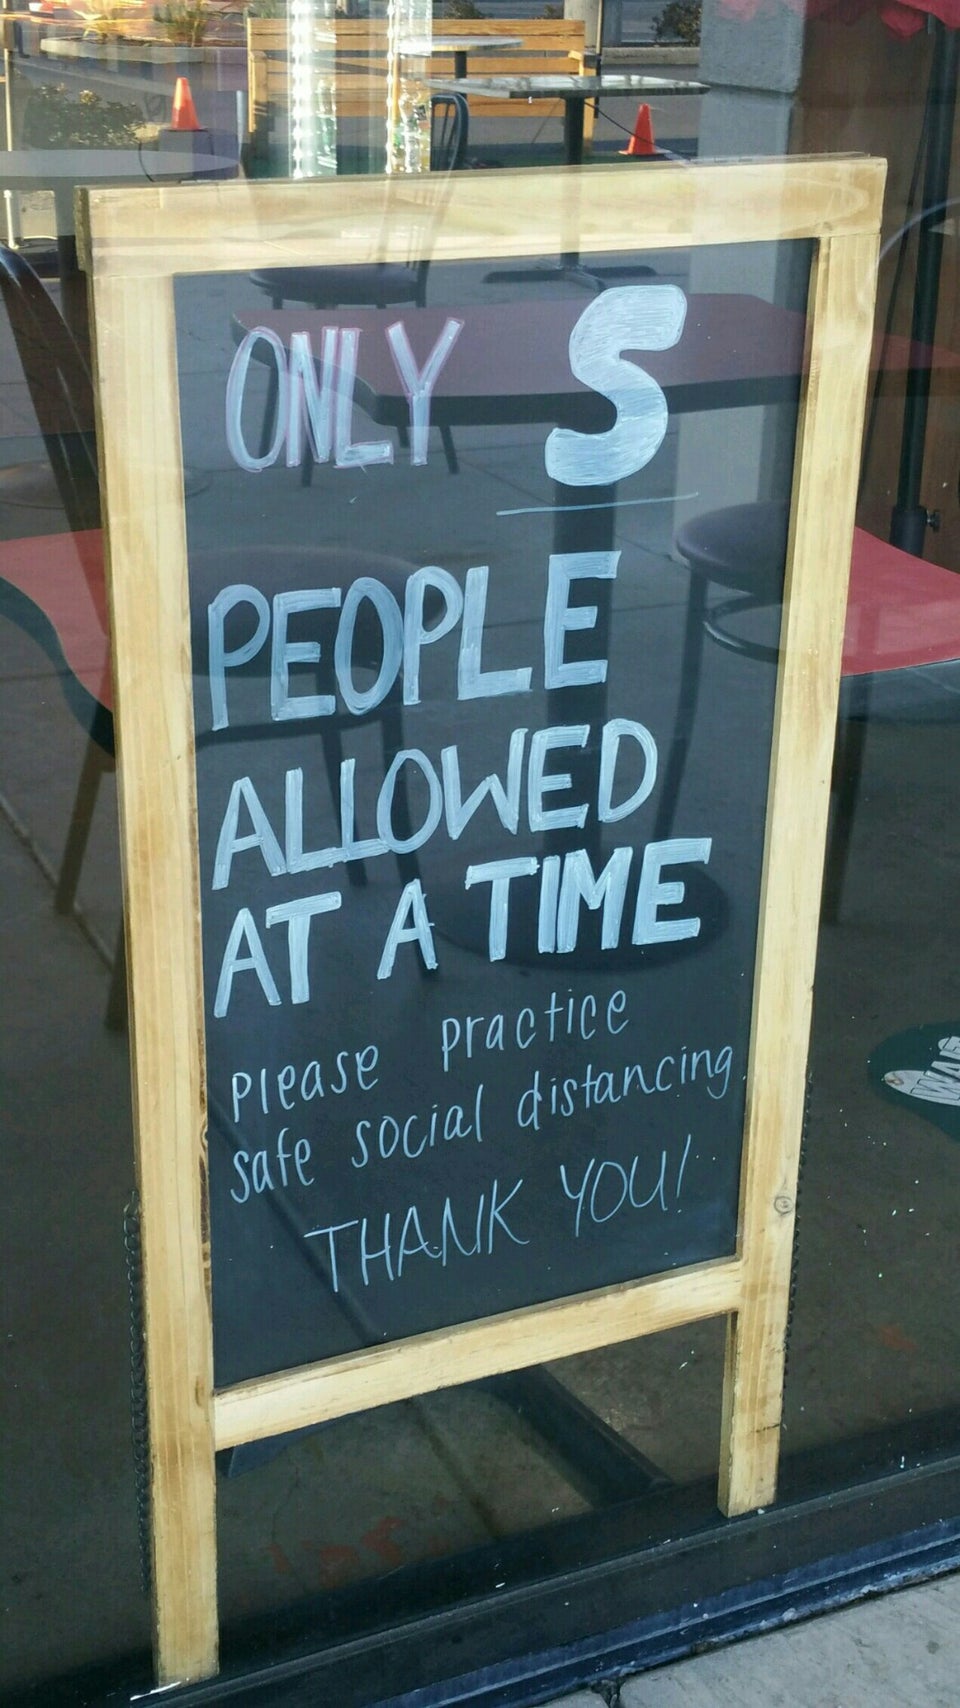 ONLY 5
PEOPLE
ALLOWED
AT A TIME
please practice
safe social distancing
THANK YOU!